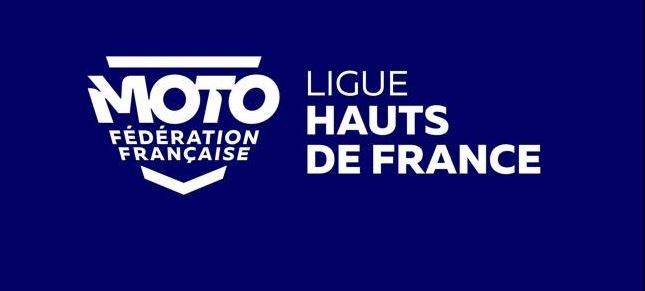 MOTO
FÉDÉRATION
FRANÇAISE
LIGUE
HAUTS
DE FRANCE